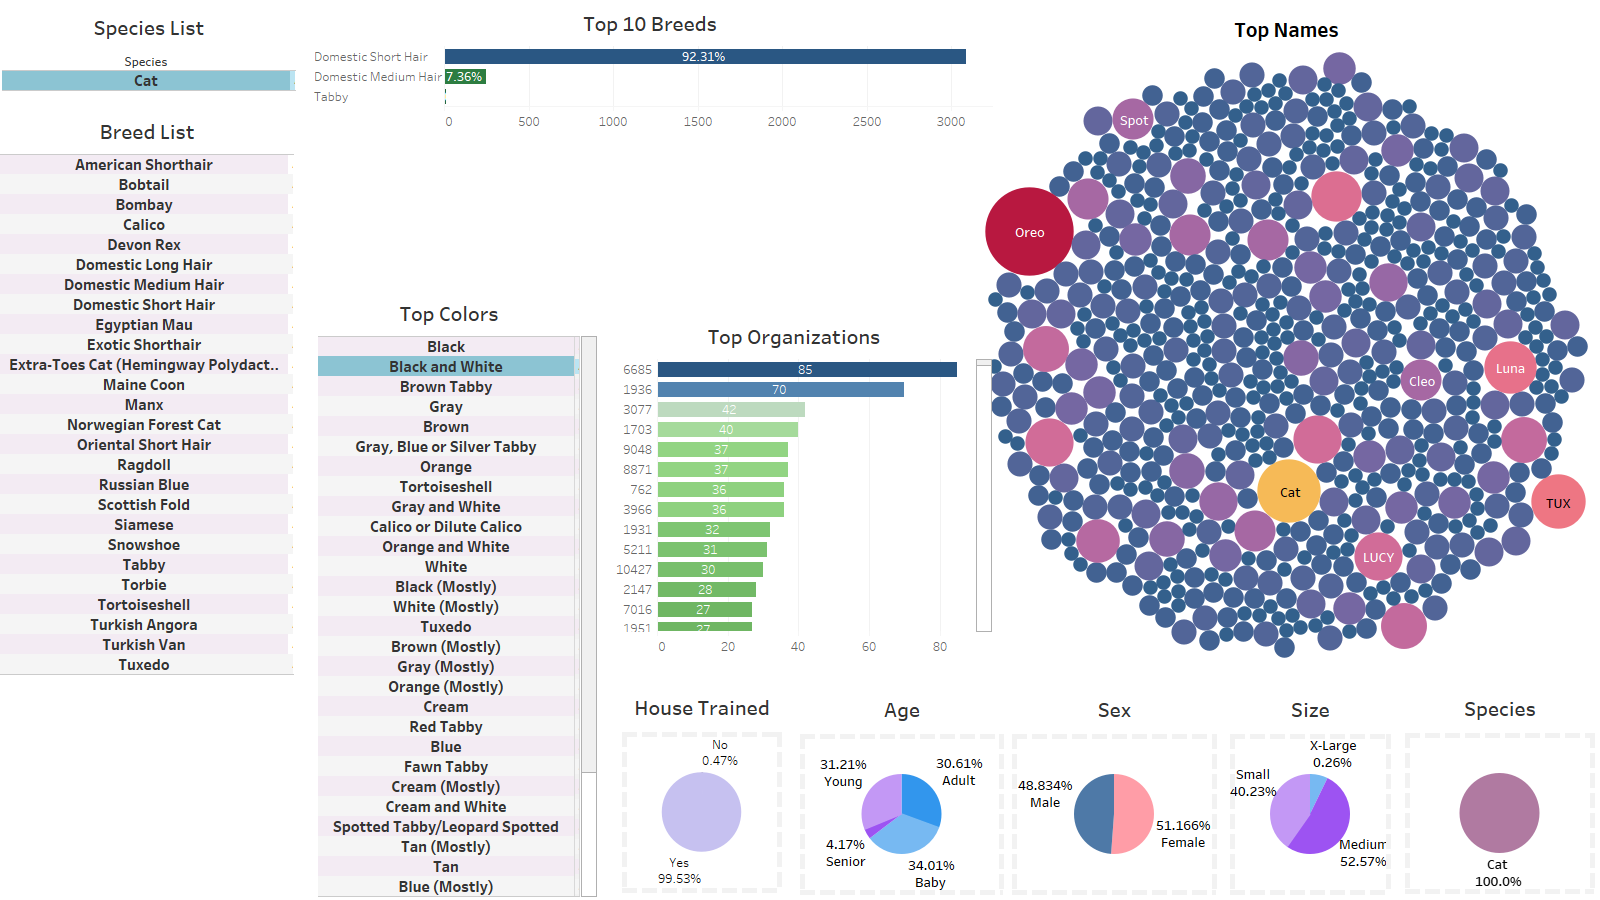 Species List
Species
Cat
Breed List
American Shorthair
Bobtail
Bombay
Calico
Devon Rex
Domestic Long Hair
Domestic Medium Hair
Domestic Short Hair
Egyptian Mau
Exotic Shorthair
Extra-Toes Cat (Hemingway Polydact..
Maine Coon
Manx
Norwegian Forest Cat
Oriental Short Hair
Ragdoll
Russian Blue
Scottish Fold
Siamese
Snowshoe
Tabby
Torbie
Tortoiseshell
Turkish Angora
Turkish Van
Tuxedo
Top 10 Breeds
Domestic Short Hair 92.31%
Domestic Medium Hair 7.36%
Tabby
0 500 1000 1500 2000 2500 3000
Top Colors
Black
Black and White
Brown Tabby
Gray
Brown
Gray, Blue or Silver Tabby
Orange
Tortoiseshell
Gray and White
Calico or Dilute Calico
Orange and White
White
Black (Mostly)
White (Mostly)
Tuxedo
Brown (Mostly)
Gray (Mostly)
Orange (Mostly)
Cream
Red Tabby
Blue
Fawn Tabby
Cream (Mostly)
Cream and White
Spotted Tabby/Leopard Spotted
Tan (Mostly)
Tan
Blue (Mostly)
Top Organizations
6685 85
1936 70
3077 42
1703 40
9048 37
8871 37
762 36
3966 36
1931 32
5211 31
10427 30
2147 28
7016 27
1951 27
0 20 40 60 80
Top Names
Spot
Oreo
Luna
Cleo
Cat
TUX
LUCY
House Trained
No
0.47%
Yes
99.53%
Age
31.21%
Young
30.61%
Adult
4.17%
Senior
34.01%
Baby
Sex
48.834%
Male
51.166%
Female
Size
X-Large
0.26%
Small
40.23%
Medium
52.57%
Species
Cat
100.0%